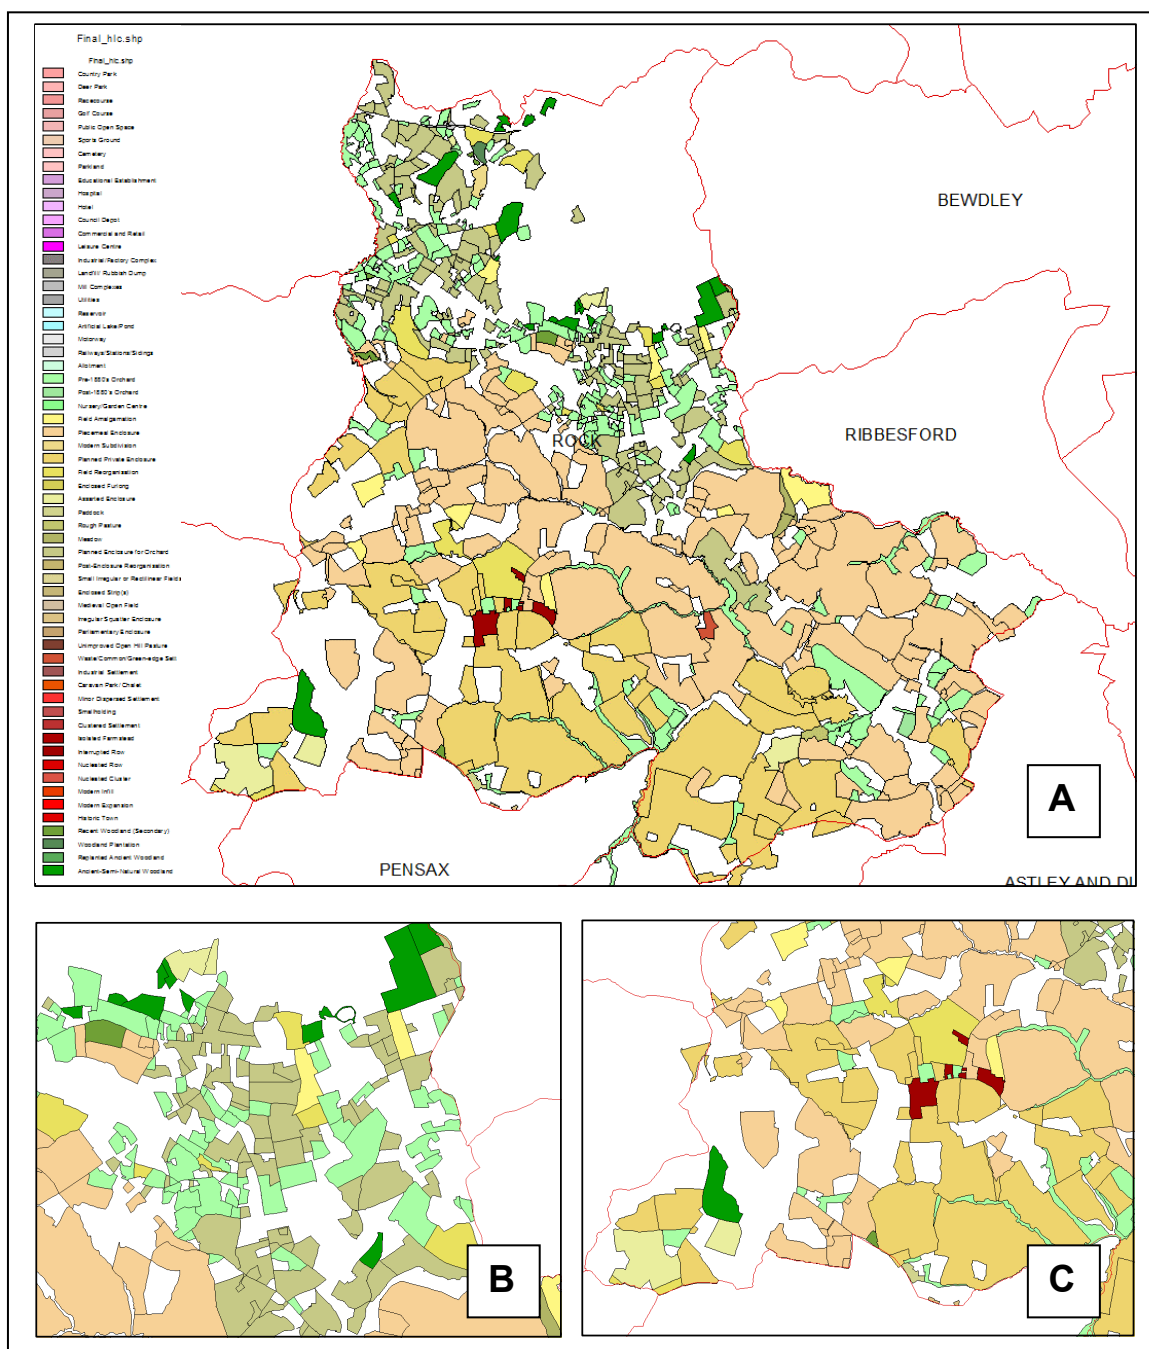 Final_hlc.shp
Final_hlc.shp
Country Park
Deer Park
Racecourse
Golf Course
Public Open Space
Sports Ground
Cemetery
Parkland
Educational Establishment
Hospital
Hotel
Council Depot
Commercial and Retail
Leisure Centre
Industrial/Factory Complex
Landfill/ Rubbish Dump
Mill Complexes
Utilities
Reservoir
Artificial Lake/Pond
Motorway
Railways/Stations/Sidings
Allotment
Pre-1880's Orchard
Post-1880's Orchard
Nursery/Garden Centre
Field Amalgamation
Piecemeal Enclosure
Modern Subdivision
Planned Private Enclosure
Field Reorganisation
Enclosed Furlong
Assarted Enclosure
Paddock
Rough Pasture
Meadow
Planned Enclosure for Orchard
Post-Enclosure Reorganisation
Small Irregular or Rectilinear Fields
Enclosed Strip(s)
Medieval Open Field
Irregular Squatter Enclosure
Parliamentary Enclosure
Unimproved Open Hill Pasture
Waste/Common/Green-edge Sett
Industrial Settlement
Caravan Park/ Chalet
Minor Dispersed Settlement
Smallholding
Clustered Settlement
Isolated Farmstead
Interrupted Row
Nucleated Row
Nucleated Cluster
Modern Infill
Modern Expansion
Historic Town
Recent Woodland (Secondary)
Woodland Plantation
Replanted Ancient Woodland
Ancient-Semi-Natural Woodland
BEWDLEY
RIBBESFORD
ROCK
A
PENSAX
ASTLEY AND DI
B
C